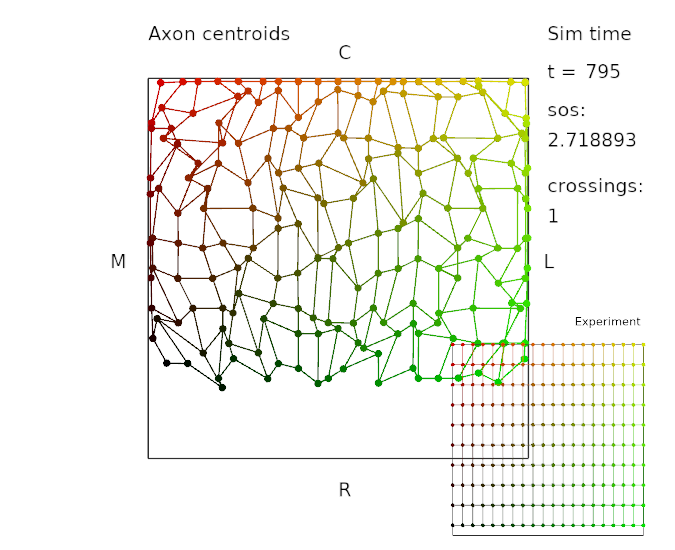 Axon centroids
C
Sim time
t = 795
sos:
2.718893
crossings:
1
M
L
Experiment
R